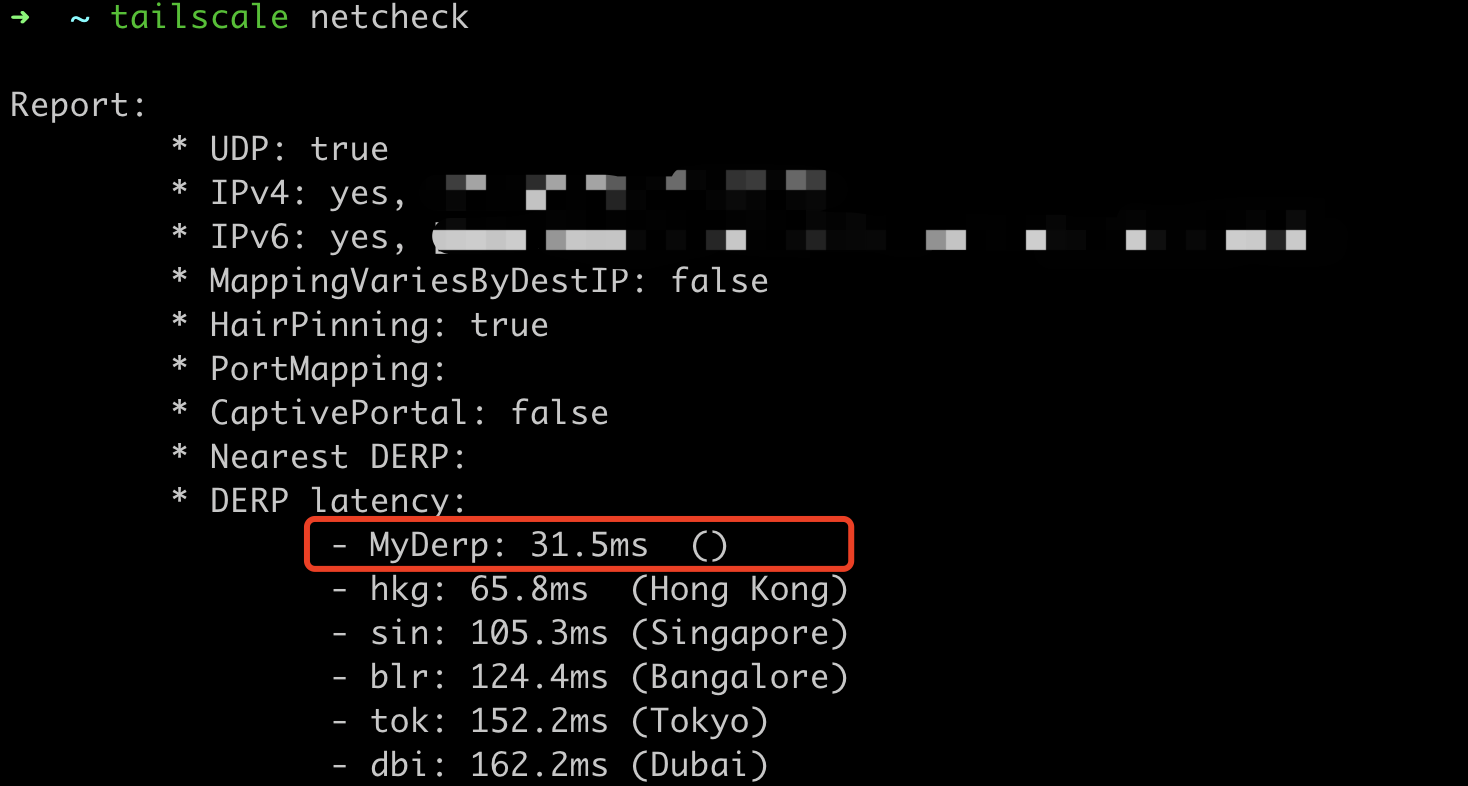 ➜ ~ tailscale netcheck
Report:
* UDP: true
* IPv4: yes,
* IPv6: yes,
* MappingVariesByDestIP: false
* HairPinning: true
* PortMapping:
* CaptivePortal: false
* Nearest DERP:
* DERP latency:
- MyDerp: 31.5ms ()
- hkg: 65.8ms (Hong Kong)
- sin: 105.3ms (Singapore)
- blr: 124.4ms (Bangalore)
- tok: 152.2ms (Tokyo)
- dbi: 162.2ms (Dubai)